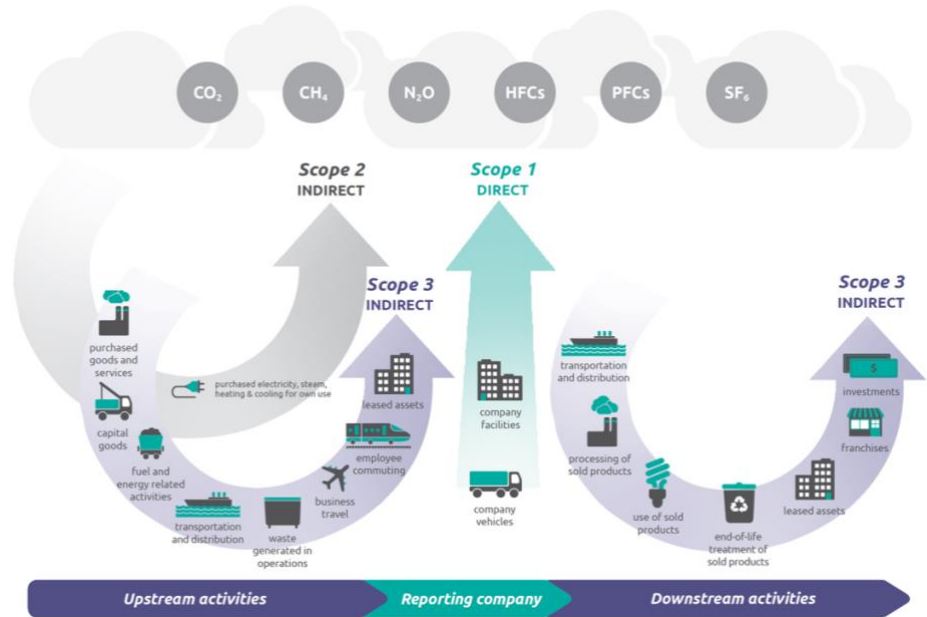 CO₂
CH₄
N₂O
HFCs
PFCs
SF₆
Scope 2
INDIRECT
Scope 1
DIRECT
Scope 3
INDIRECT
Scope 3
INDIRECT
purchased
goods and
services
capital
goods
fuel and
energy related
activities
transportation
and distribution
waste
generated in
operations
business
travel
employee
commuting
leased assets
purchased electricity, steam,
heating & cooling for own use
company
facilities
company
vehicles
transportation
and distribution
processing of
sold products
use of sold
products
end-of-life
treatment of
sold products
leased assets
franchises
$
investments
Upstream activities
Reporting company
Downstream activities